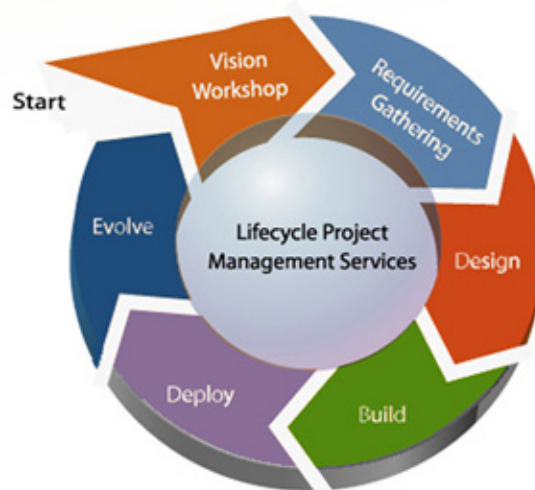 Start
Vision
Workshop
Requirements
Gathering
Design
Build
Deploy
Evolve
Lifecycle Project
Management Services